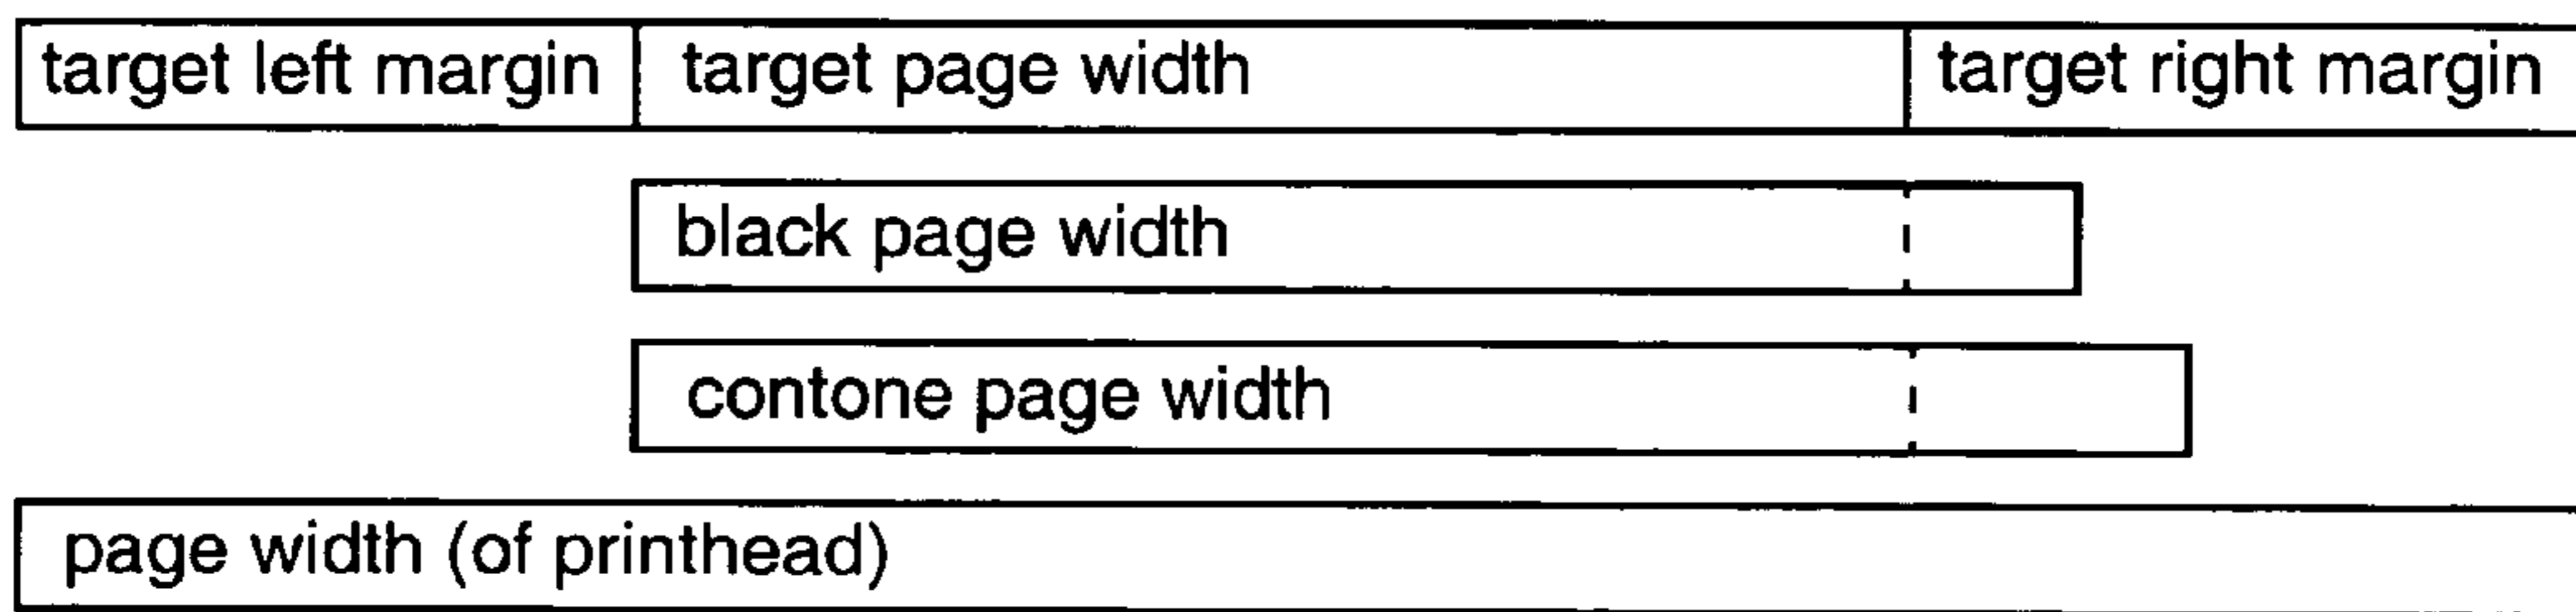 target left margin target page width target right margin
black page width
contone page width
page width (of printhead)